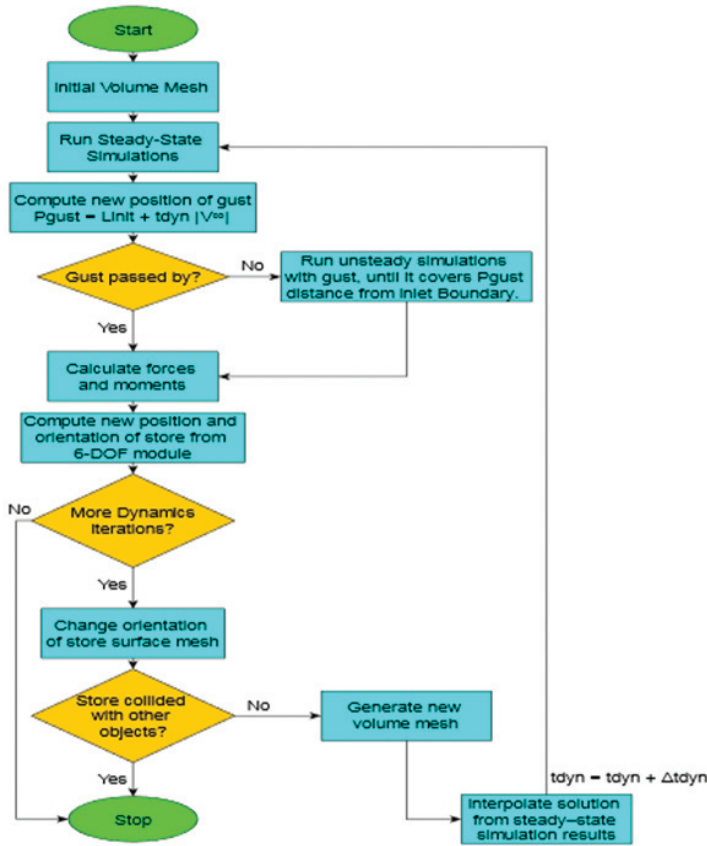 Start
Initial Volume Mesh
Run Steady-State
Simulations
Compute new position of gust
Pgust = Linit + tdyn |V∞|
Gust passed by?
No
Run unsteady simulations
with gust, until it covers Pgust
distance from Inlet Boundary.
Yes
Calculate forces
and moments
Compute new position and
orientation of store from
6-DOF module
No
More Dynamics
Iterations?
Yes
Change orientation
of store surface mesh
Store collided
with other
objects?
No
Generate new
volume mesh
Yes
tdyn = tdyn + Δtdyn
Stop
Interpolate solution
from steady-state
simulation results